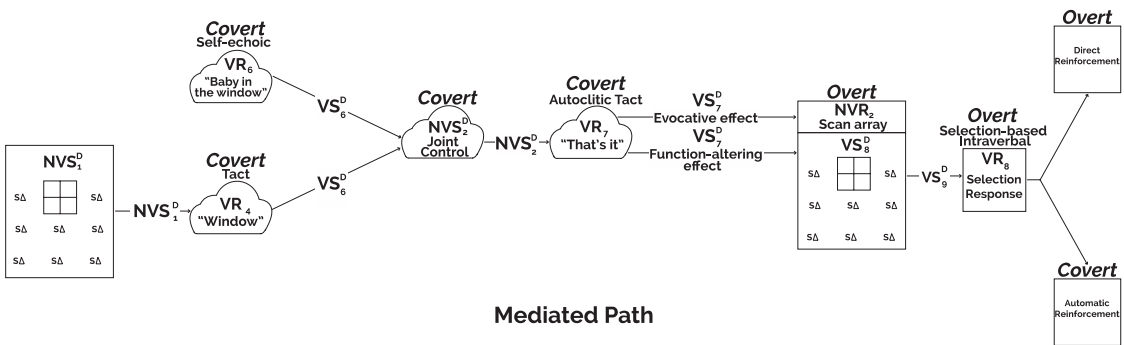 NVS₁ᴰ
SΔ SΔ
SΔ SΔ SΔ
SΔ SΔ SΔ
NVS₁ᴰ
Covert
Self-echoic
VR₆
“Baby in
the window”
VS₆ᴰ
Covert
Tact
VR₄
“Window”
VS₆ᴰ
Covert
NVS₂ᴰ
Joint
Control
NVS₂ᴰ
Covert
Autoclitic Tact
VR₇
“That's it”
VS₇ᴰ
Evocative effect
VS₇ᴰ
Function-altering
effect
Overt
NVR₂
Scan array
VS₈ᴰ
SΔ SΔ
SΔ SΔ SΔ
SΔ SΔ SΔ
VS₉ᴰ
Overt
Selection-based
Intraverbal
VR₈
Selection
Response
Overt
Direct
Reinforcement
Covert
Automatic
Reinforcement
Mediated Path